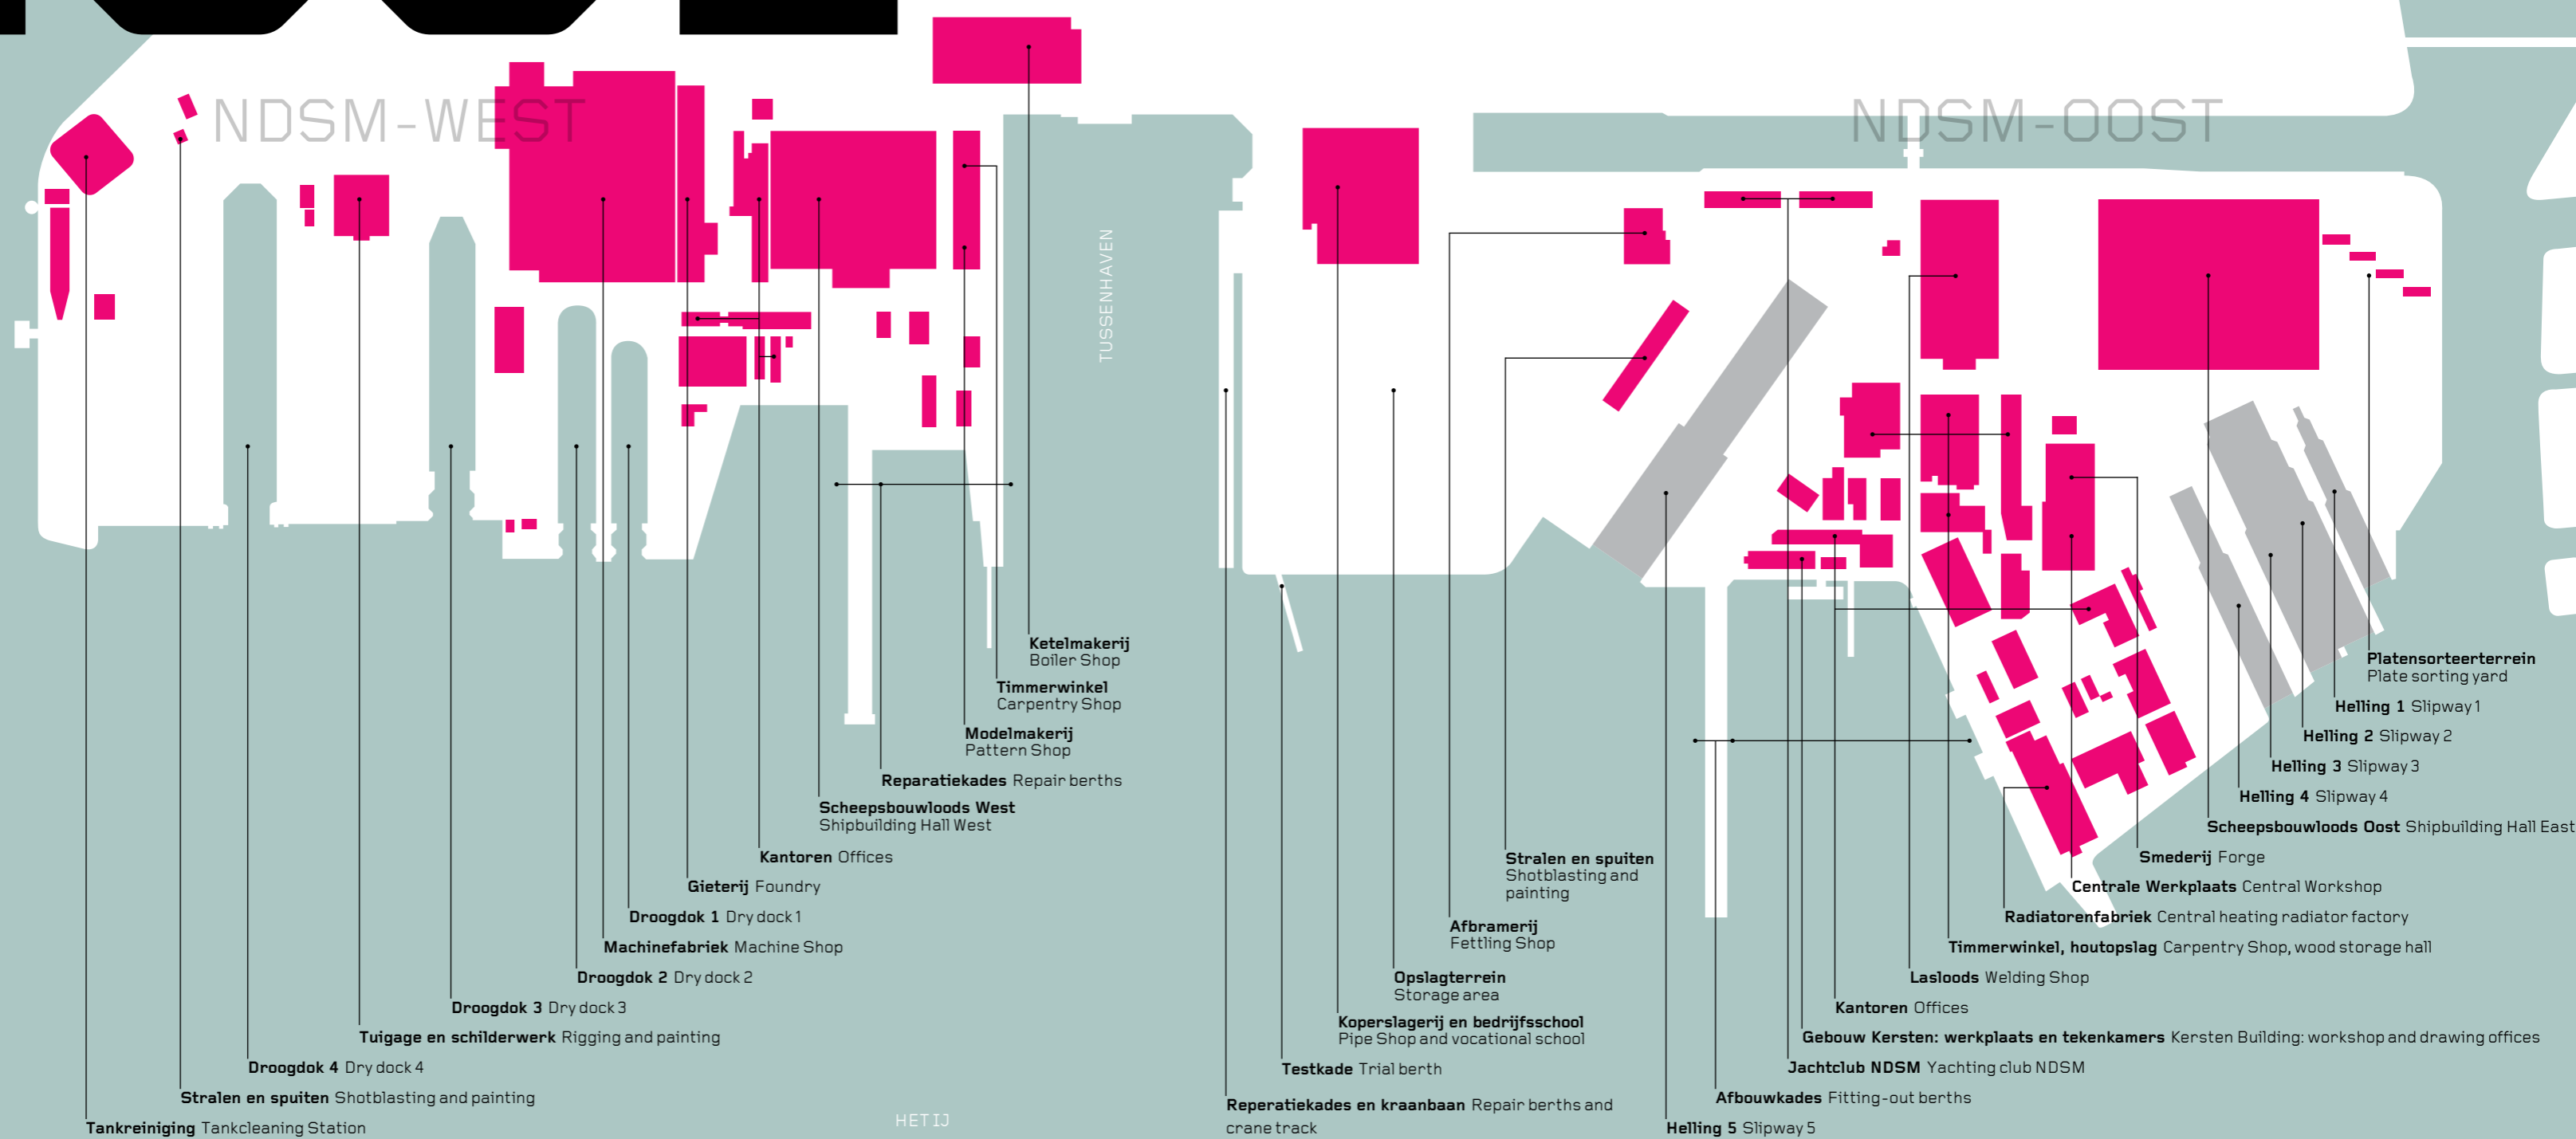 NDSM-WEST
NDSM-OOST
TUSSENHAVEN
Ketelmakerij
Boiler Shop
Timmerwinkel
Carpentry Shop
Modelmakerij
Pattern Shop
Reparatiekades Repair berths
Scheepsbouwloods West
Shipbuilding Hall West
Kantoren Offices
Gieterij Foundry
Droogdok 1 Dry dock 1
Machinefabriek Machine Shop
Droogdok 2 Dry dock 2
Droogdok 3 Dry dock 3
Tuigage en schilderwerk Rigging and painting
Droogdok 4 Dry dock 4
Stralen en spuiten Shotblasting and painting
Tankreiniging Tankcleaning Station
HET IJ
Stralen en spuiten
Shotblasting and
painting
Afbramerij
Fettling Shop
Opslagterrein
Storage area
Koperslagerij en bedrijfsschool
Pipe Shop and vocational school
Testkade Trial berth
Reperatiekades en kraanbaan Repair berths and
crane track
Platensorteerterrein
Plate sorting yard
Helling 1 Slipway 1
Helling 2 Slipway 2
Helling 3 Slipway 3
Helling 4 Slipway 4
Scheepsbouwloods Oost Shipbuilding Hall East
Smederij Forge
Centrale Werkplaats Central Workshop
Radiatorenfabriek Central heating radiator factory
Timmerwinkel, houtopslag Carpentry Shop, wood storage hall
Lasloods Welding Shop
Kantoren Offices
Gebouw Kersten: werkplaats en tekenkamers Kersten Building: workshop and drawing offices
Jachtclub NDSM Yachting club NDSM
Afbouwkades Fitting-out berths
Helling 5 Slipway 5